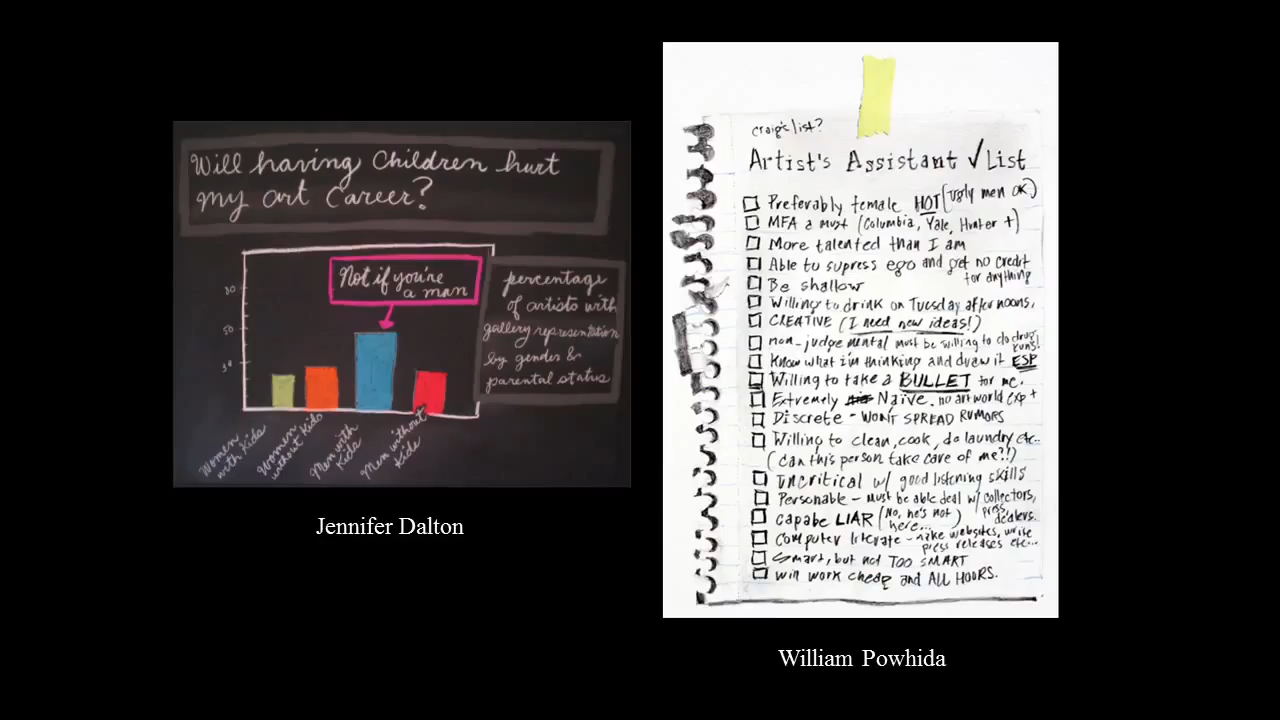 Will having Children hurt
my art Career?
Not if you're
a man
percentage
of artists with
gallery representation
by gender &
parental status
50
Women
with Kids
Women
without Kids
Men with
Kids
Men without
Kids
Jennifer Dalton
craig's list?
Artist's Assistant ✓ List
Preferably female HOT (ugly men OK)
MFA a must (Columbia, Yale, Hunter +)
More talented than I am
Able to supress ego and get no credit
for anything
Be shallow
Willing to drink on Tuesday afternoons.
CREATIVE (I need new ideas!)
non-judgemental must be willing to do drug
runs!
Know what i'm thinking and draw it ESP
Willing to take a BULLET for me.
Extremely Naive. no art world exp +
Discrete - WON'T SPREAD RUMORS
Willing to clean, cook, do laundry etc..
(can this person take care of me?!)
Uncritical w/ good listening skills
Personable - must be able deal w/ collectors,
press,
dealers.
capabe LIAR (No, he's not
here... )
Computer literate - make websites, write
press releases etc...
Smart, but not TOO SMART
will work cheap and ALL HOURS.
William Powhida